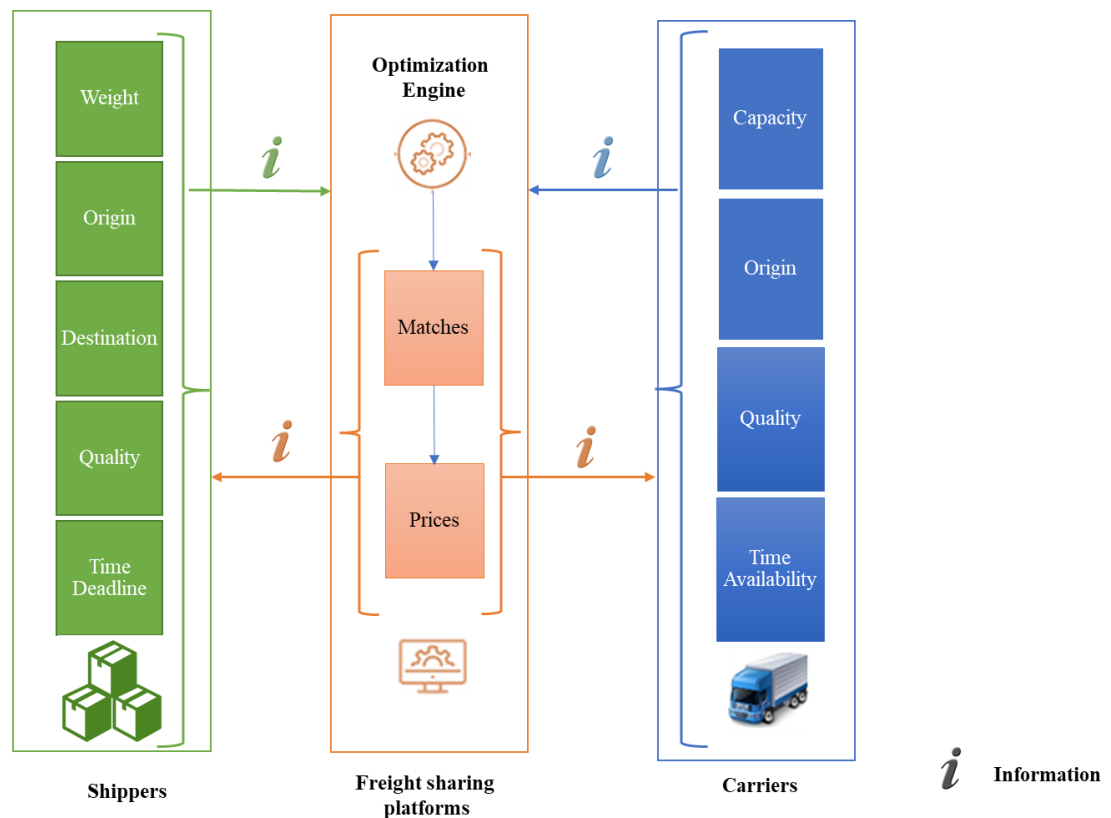 Weight
Origin
Destination
Quality
Time
Deadline
Shippers
Optimization
Engine
Matches
Prices
Freight sharing
platforms
Capacity
Origin
Quality
Time
Availability
Carriers
i
i
i
i
i Information